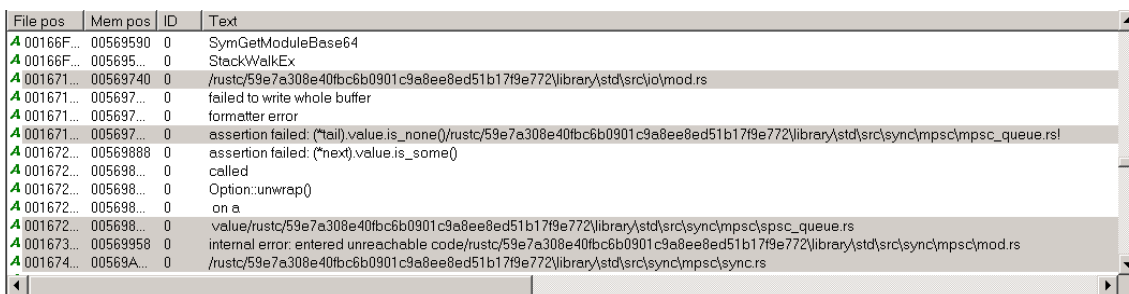 File pos Mem pos ID Text
A 00166F... 00569590 0 SymGetModuleBase64
A 00166F... 005695... 0 StackWalkEx
A 001671... 00569740 0 /rustc/59e7a308e40fbc6b0901c9a8ee8ed51b17f9e772\library\std\src\io\mod.rs
A 001671... 005697... 0 failed to write whole buffer
A 001671... 005697... 0 formatter error
A 001671... 005697... 0 assertion failed: (*tail).value.is_none()/rustc/59e7a308e40fbc6b0901c9a8ee8ed51b17f9e772\library\std\src\sync\mpsc\mpsc_queue.rs!
A 001672... 00569888 0 assertion failed: (*next).value.is_some()
A 001672... 005698... 0 called
A 001672... 005698... 0 Option::unwrap()
A 001672... 005698... 0 on a
A 001672... 005698... 0 value/rustc/59e7a308e40fbc6b0901c9a8ee8ed51b17f9e772\library\std\src\sync\mpsc\spsc_queue.rs
A 001673... 00569958 0 internal error: entered unreachable code/rustc/59e7a308e40fbc6b0901c9a8ee8ed51b17f9e772\library\std\src\sync\mpsc\mod.rs
A 001674... 00569A... 0 /rustc/59e7a308e40fbc6b0901c9a8ee8ed51b17f9e772\library\std\src\sync\mpsc\sync.rs